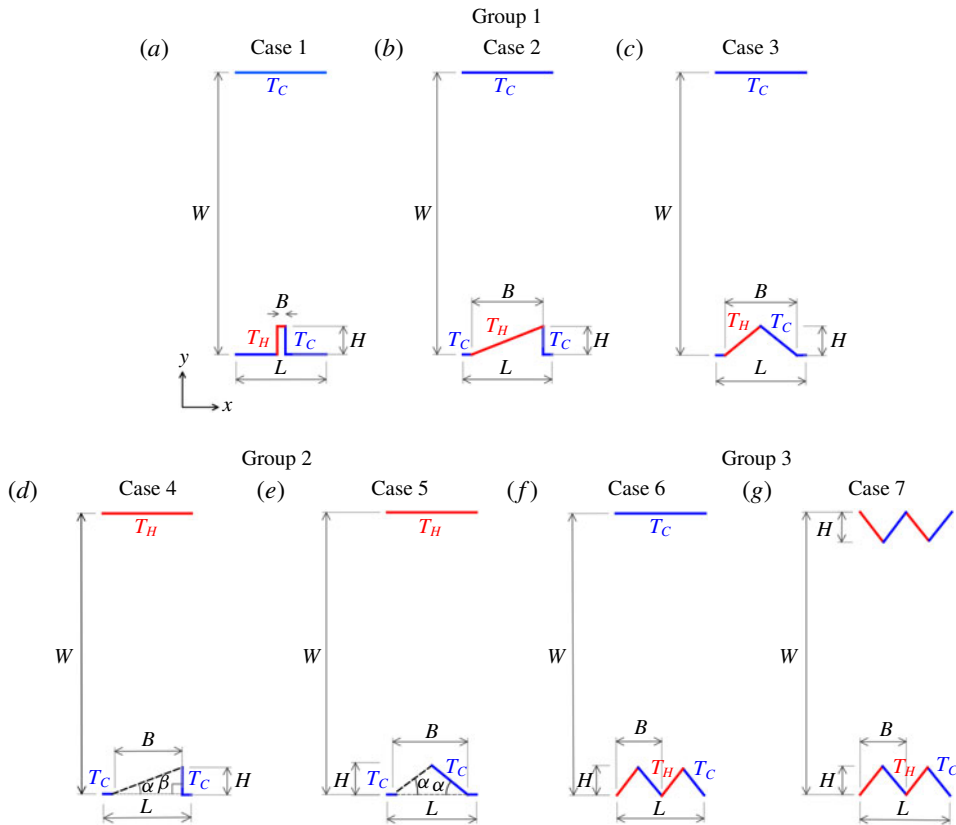 Group 1
(a) Case 1 (b) Case 2 (c) Case 3
T_C T_C T_C
W W W
B B B
T_H T_C H T_C T_H T_C H T_H T_C H
L L L
y
x
Group 2 Group 3
(d) Case 4 (e) Case 5 (f) Case 6 (g) Case 7
T_H T_H T_C H
W W W W
B B B B
T_C α β T_C H H T_C α α T_C H T_H T_C H T_H T_C
L L L L